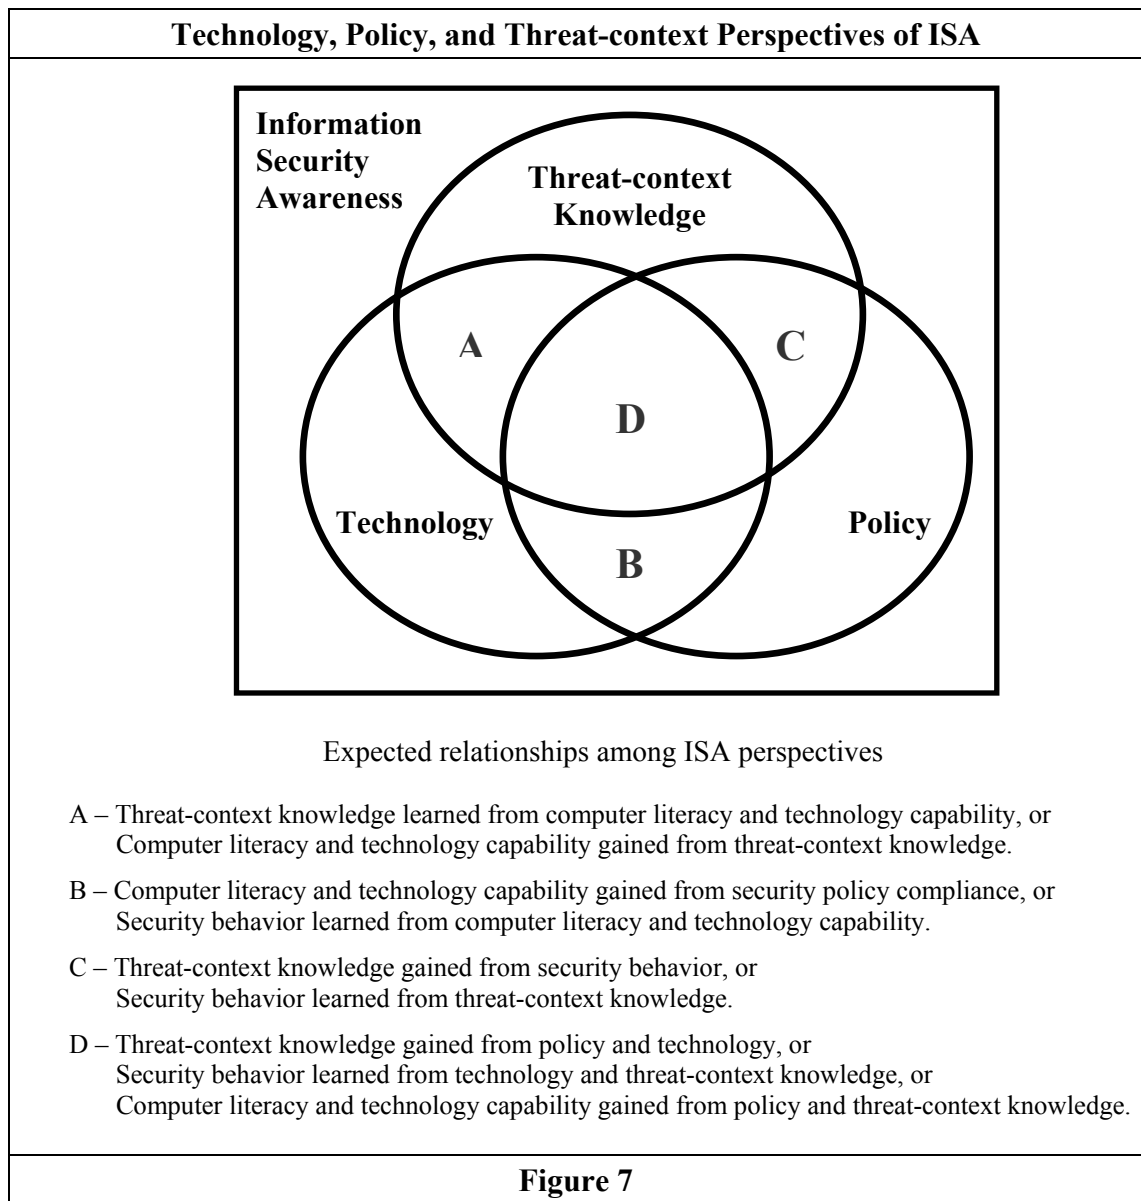 Technology, Policy, and Threat-context Perspectives of ISA
Information
Security
Awareness
Threat-context
Knowledge
A
C
D
Technology
Policy
B
Expected relationships among ISA perspectives
A – Threat-context knowledge learned from computer literacy and technology capability, or
Computer literacy and technology capability gained from threat-context knowledge.
B – Computer literacy and technology capability gained from security policy compliance, or
Security behavior learned from computer literacy and technology capability.
C – Threat-context knowledge gained from security behavior, or
Security behavior learned from threat-context knowledge.
D – Threat-context knowledge gained from policy and technology, or
Security behavior learned from technology and threat-context knowledge, or
Computer literacy and technology capability gained from policy and threat-context knowledge.
Figure 7